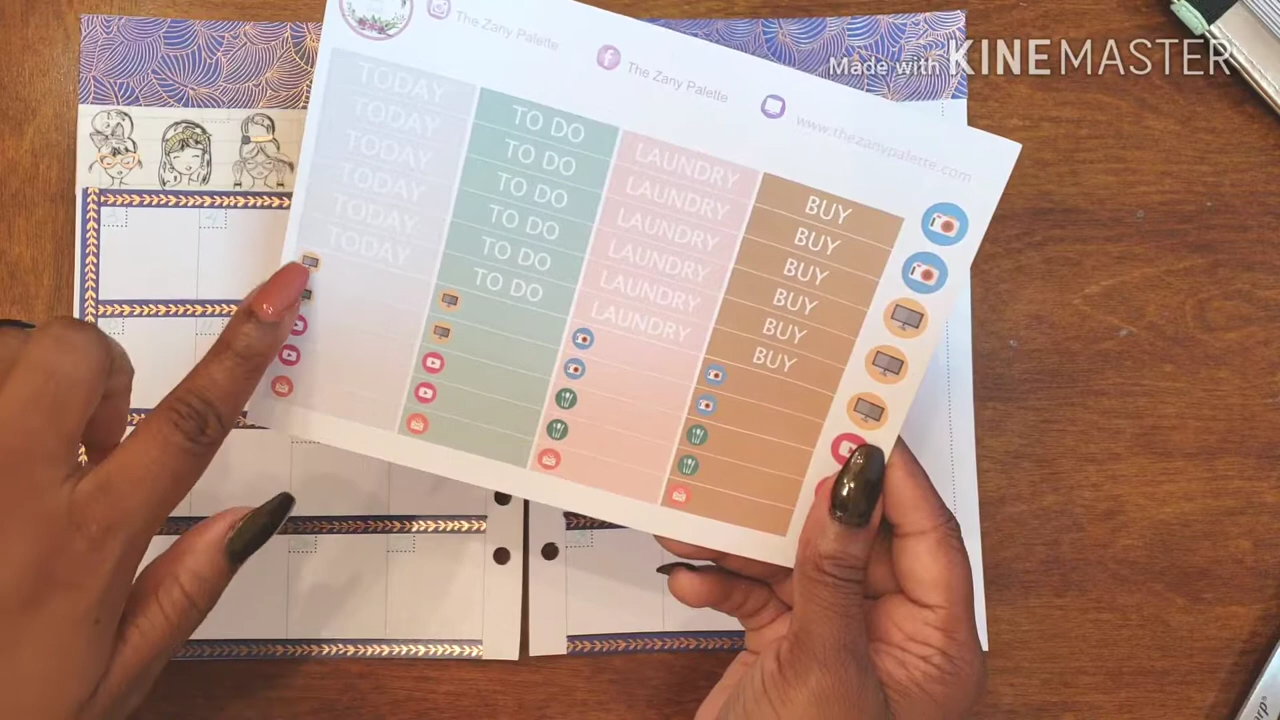 The Zany Palette
The Zany Palette
www.thezanypalette.com
Made with KINEMASTER
TODAY
TODAY
TODAY
TODAY
TODAY
TODAY
TO DO
TO DO
TO DO
TO DO
TO DO
TO DO
LAUNDRY
LAUNDRY
LAUNDRY
LAUNDRY
LAUNDRY
LAUNDRY
BUY
BUY
BUY
BUY
BUY
BUY